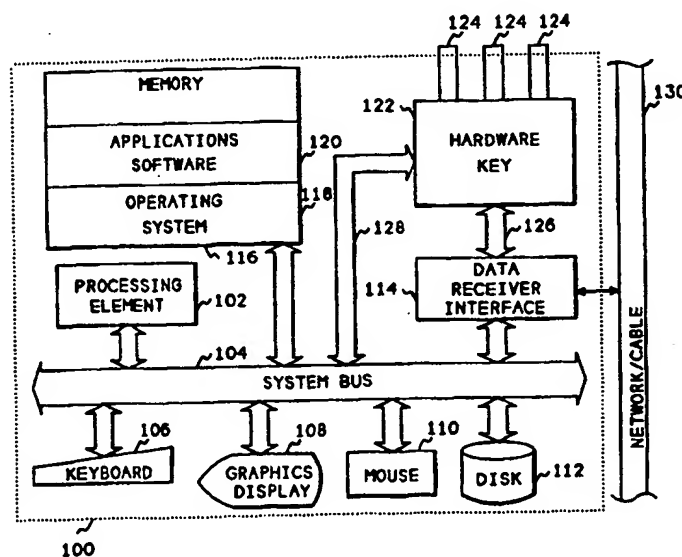 124 124 124
MEMORY
122
130
APPLICATIONS
SOFTWARE
120
HARDWARE
KEY
OPERATING
SYSTEM
118
116
128
126
PROCESSING
ELEMENT
102
114
DATA
RECEIVER
INTERFACE
104
SYSTEM BUS
NETWORK/CABLE
106
KEYBOARD
108
GRAPHICS
DISPLAY
110
MOUSE
DISK
112
100